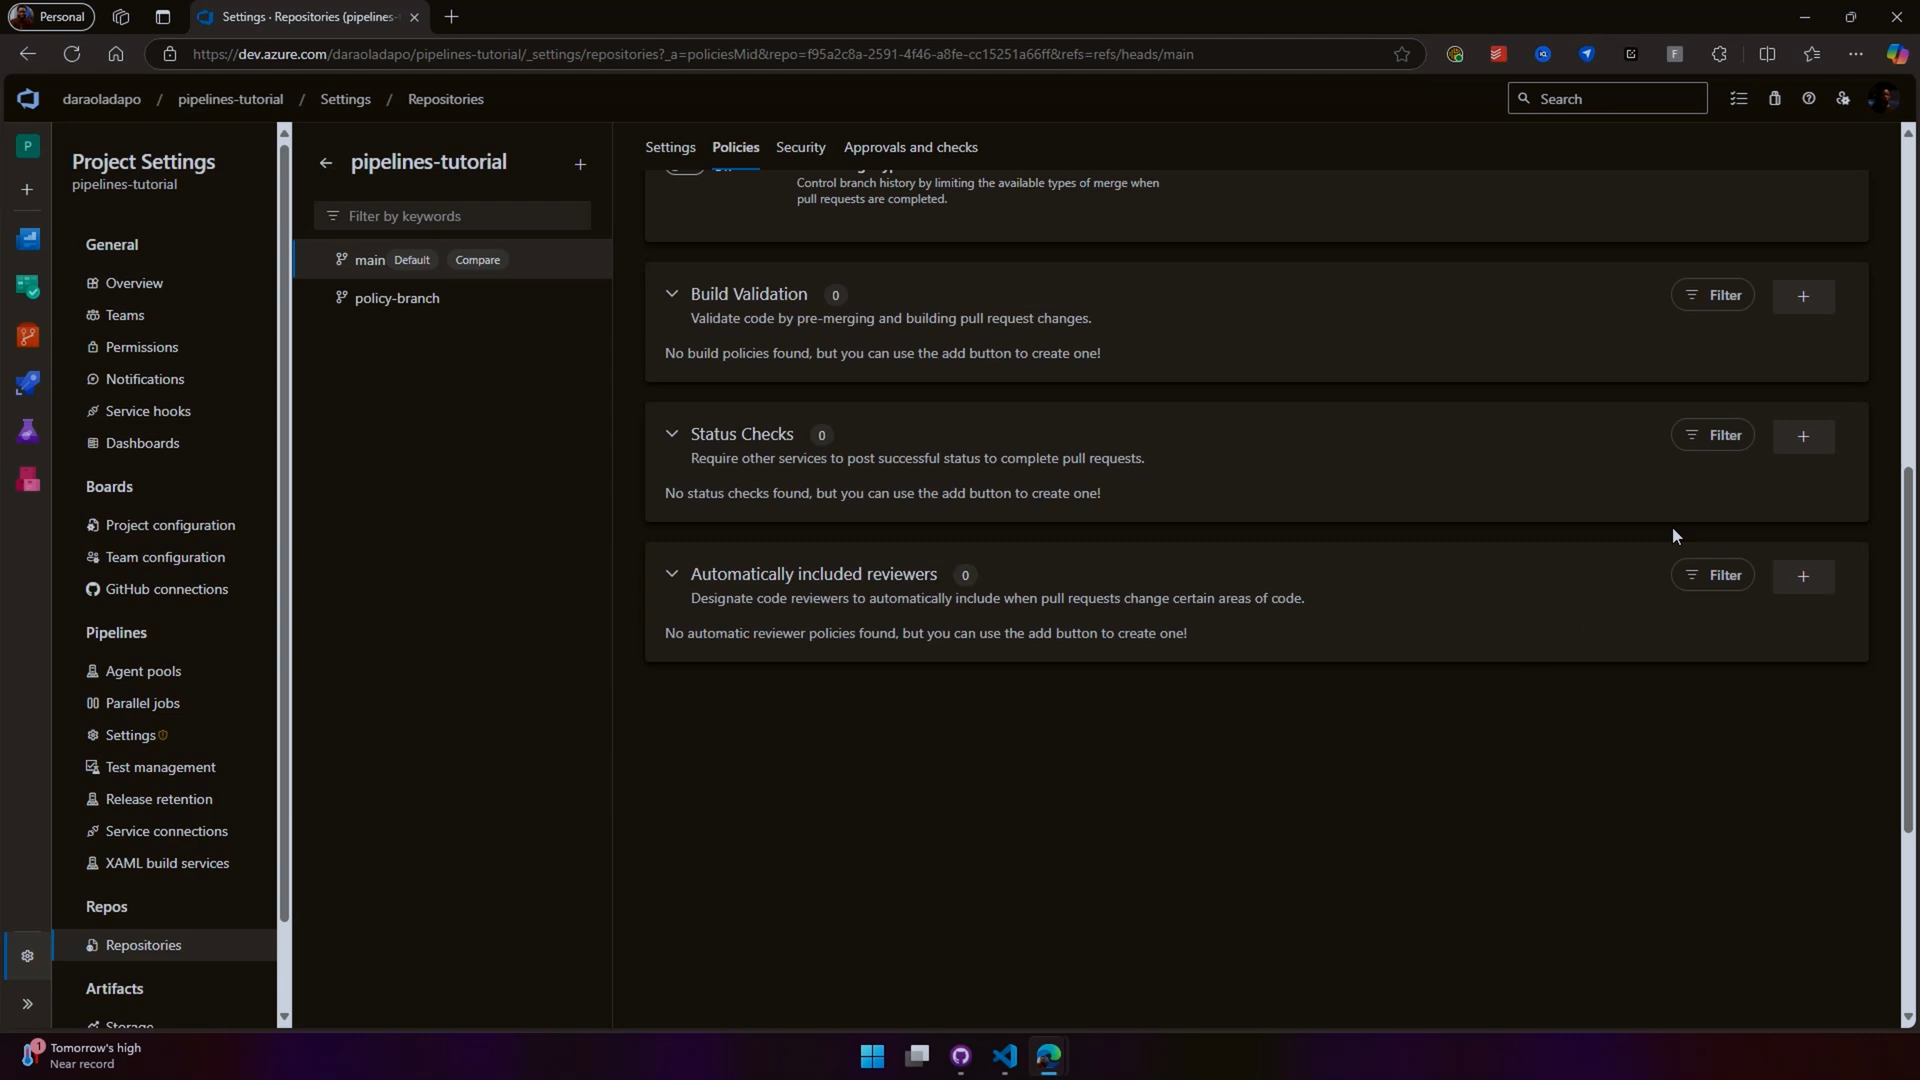 Personal
Settings · Repositories (pipelines-
https://dev.azure.com/daraoladapo/pipelines-tutorial/_settings/repositories?_a=policiesMid&repo=f95a2c8a-2591-4f46-a8fe-cc15251a66ff&refs=refs/heads/main
F
daraoladapo / pipelines-tutorial / Settings / Repositories
Search
P
Project Settings
pipelines-tutorial
General
Overview
Teams
Permissions
Notifications
Service hooks
Dashboards
Boards
Project configuration
Team configuration
GitHub connections
Pipelines
Agent pools
Parallel jobs
Settings
Test management
Release retention
Service connections
XAML build services
Repos
Repositories
Artifacts
Storage
pipelines-tutorial
Filter by keywords
main Default Compare
policy-branch
Settings Policies Security Approvals and checks
Control branch history by limiting the available types of merge when
pull requests are completed.
Build Validation 0
Filter
Validate code by pre-merging and building pull request changes.
No build policies found, but you can use the add button to create one!
Status Checks 0
Filter
Require other services to post successful status to complete pull requests.
No status checks found, but you can use the add button to create one!
Automatically included reviewers 0
Filter
Designate code reviewers to automatically include when pull requests change certain areas of code.
No automatic reviewer policies found, but you can use the add button to create one!
1
Tomorrow's high
Near record